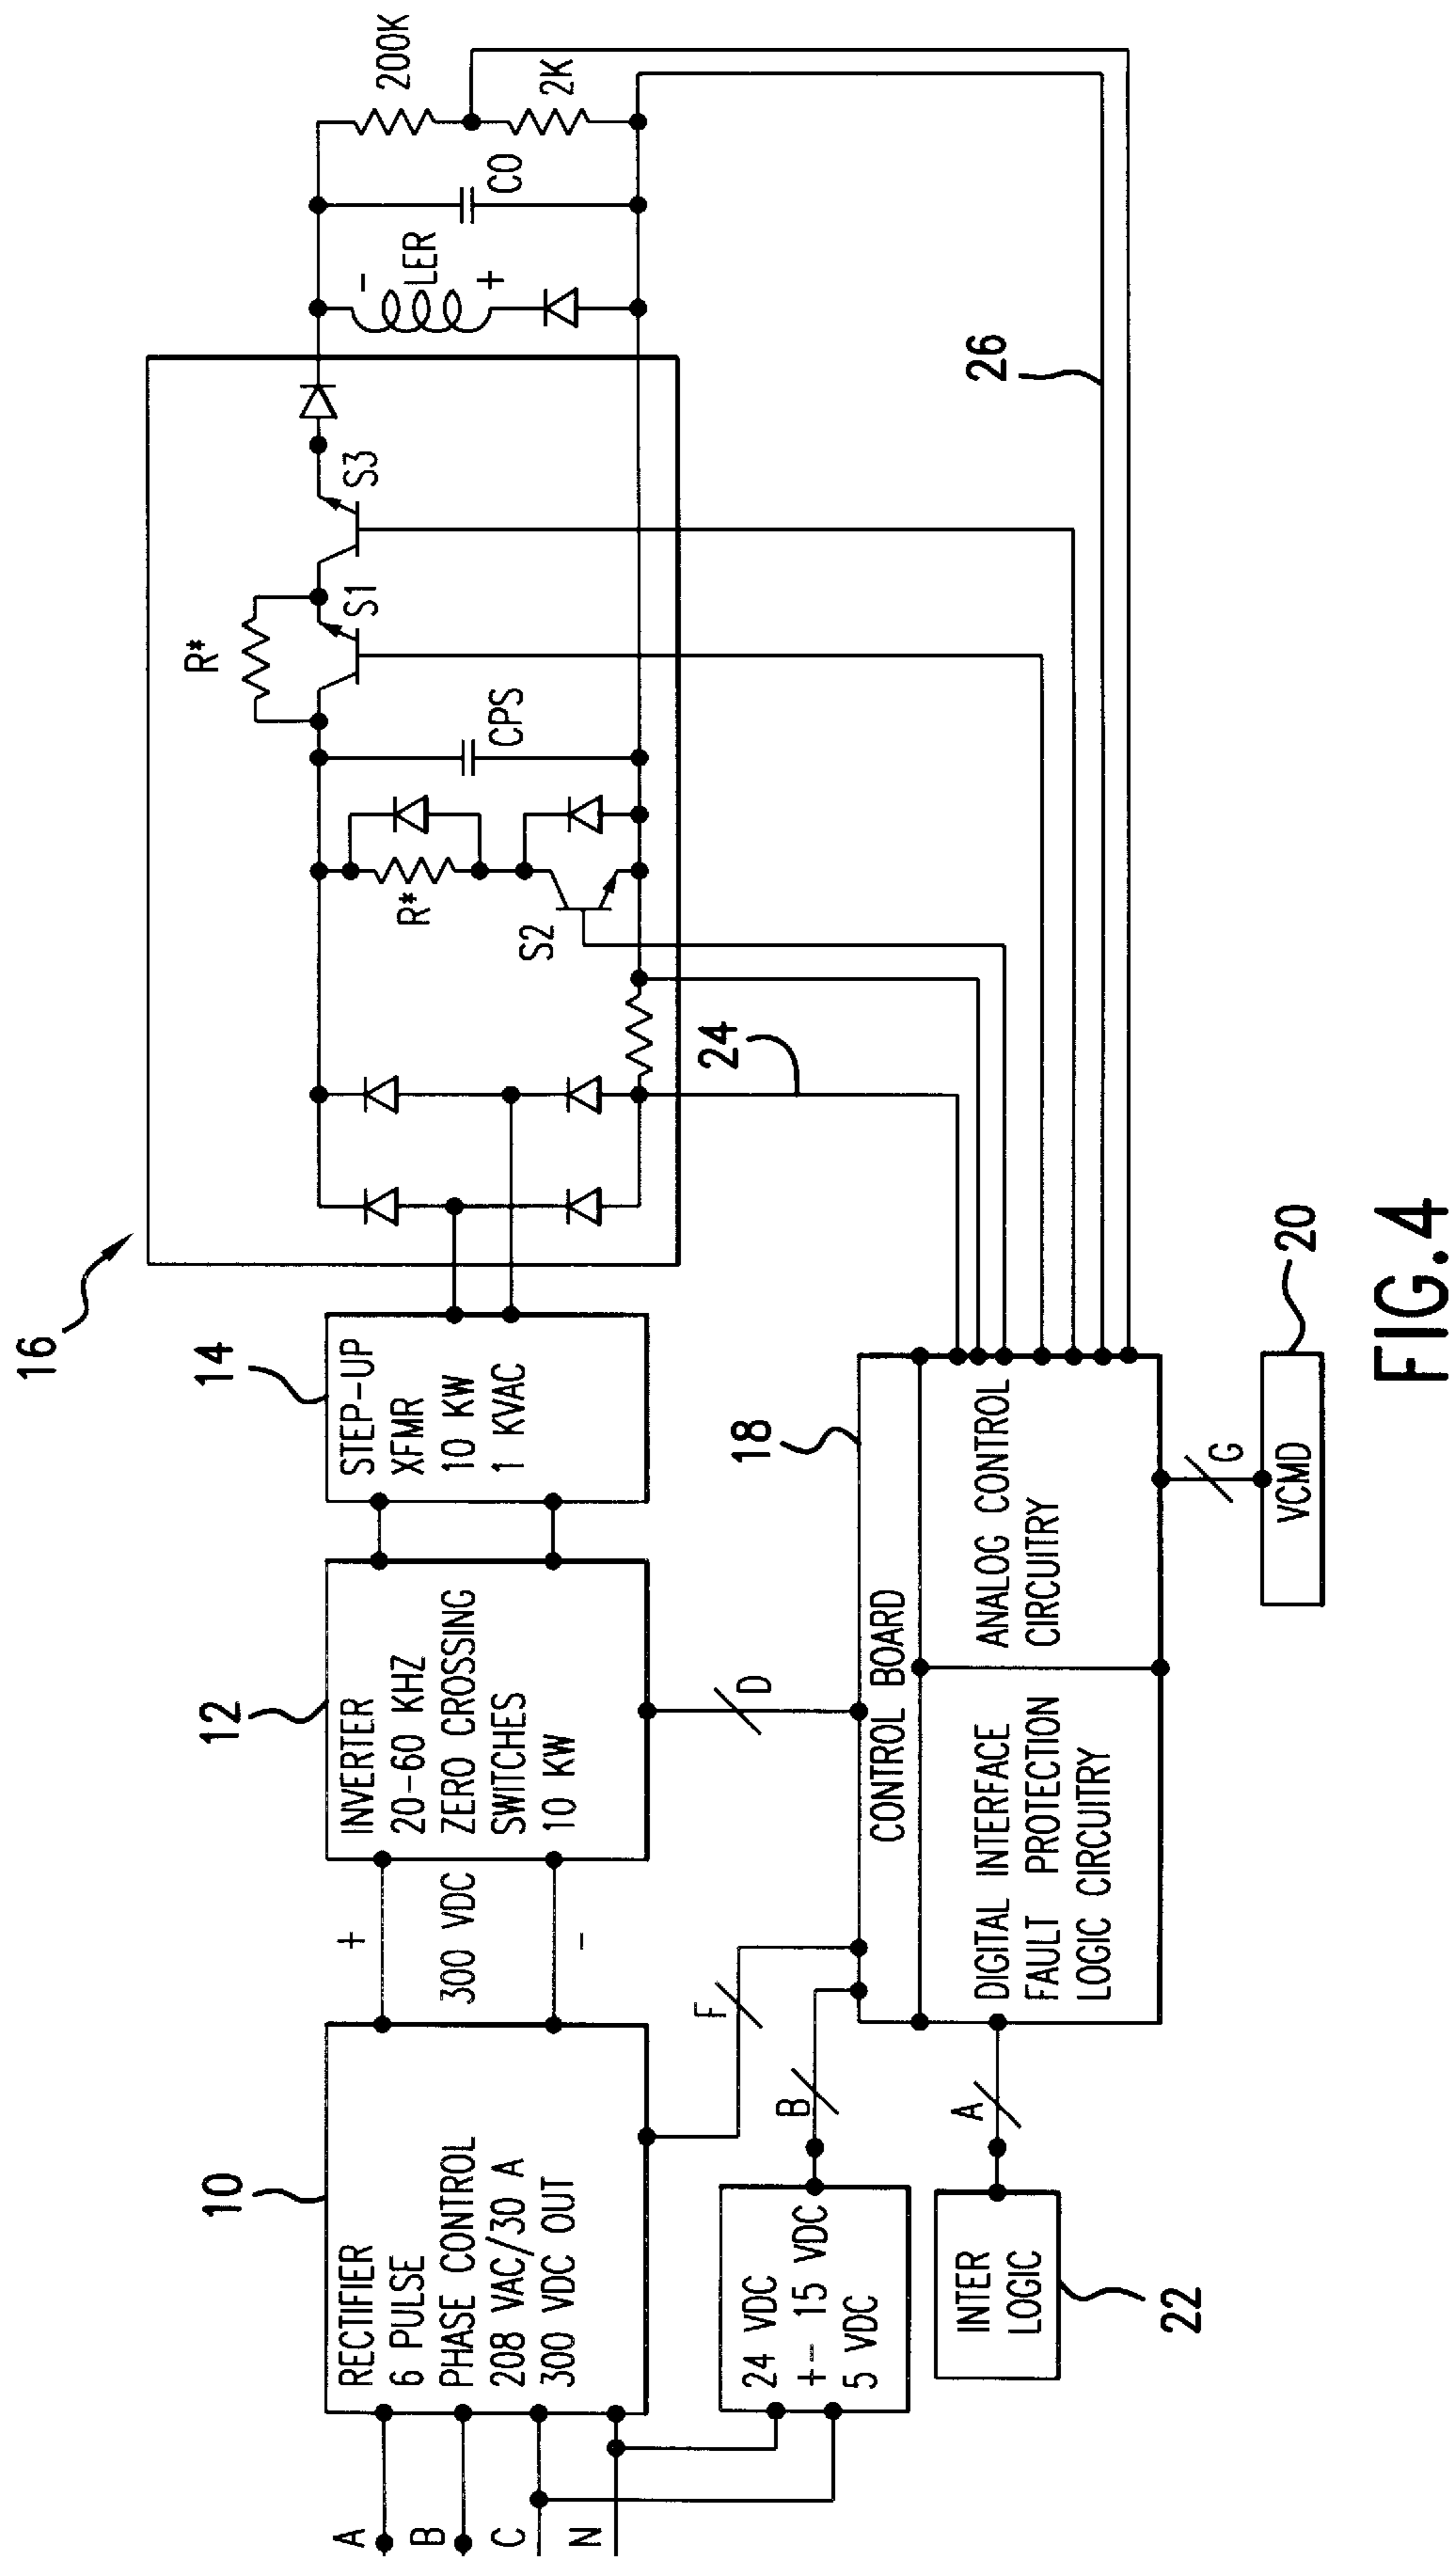 16
14
STEP-UP
XFMR
10 KW
1 KVAC
12
INVERTER
20-60 KHZ
ZERO CROSSING
SWITCHES
10 KW
+
300 VDC
-
10
RECTIFIER
6 PULSE
PHASE CONTROL
208 VAC/30 A
300 VDC OUT
A
B
C
N
R*
S1
S3
R*
S2
CPS
-
LER
+
CO
200K
2K
24
26
D
F
B
24 VDC
+- 15 VDC
5 VDC
A
INTER
LOGIC
22
18
CONTROL BOARD
DIGITAL INTERFACE
FAULT PROTECTION
LOGIC CIRCUITRY
ANALOG CONTROL
CIRCUITRY
G
VCMD
20
FIG.4